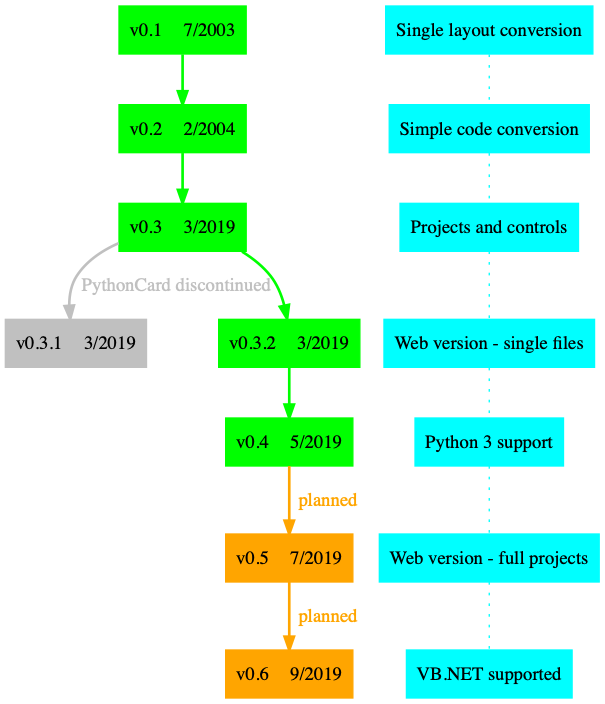 v0.1 7/2003
Single layout conversion
v0.2 2/2004
Simple code conversion
v0.3 3/2019
Projects and controls
PythonCard discontinued
v0.3.1 3/2019
v0.3.2 3/2019
Web version - single files
v0.4 5/2019
Python 3 support
planned
v0.5 7/2019
Web version - full projects
planned
v0.6 9/2019
VB.NET supported